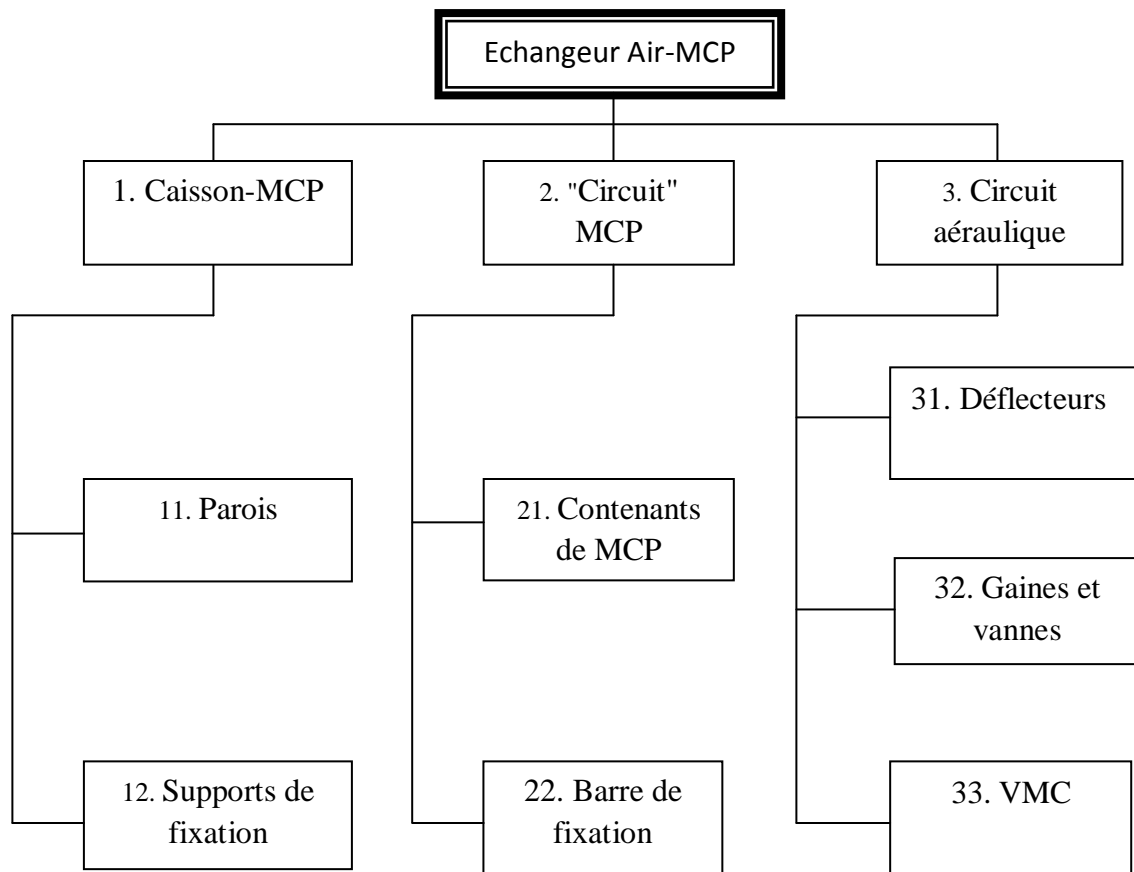 Echangeur Air-MCP
1. Caisson-MCP
2. "Circuit"
MCP
3. Circuit
aéraulique
11. Parois
12. Supports de
fixation
21. Contenants
de MCP
22. Barre de
fixation
31. Déflecteurs
32. Gaines et
vannes
33. VMC